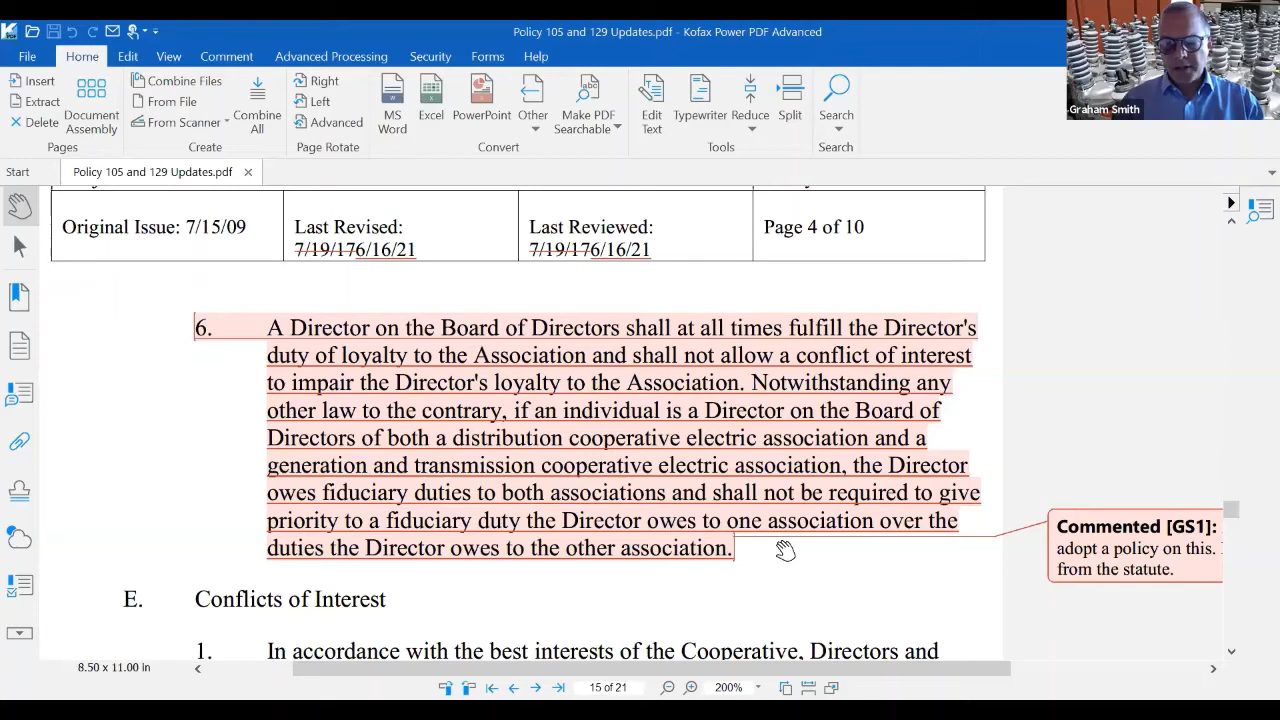 Policy 105 and 129 Updates.pdf - Kofax Power PDF Advanced
File Home Edit View Comment Advanced Processing Security Forms Help
Insert
Extract
Delete
Document Assembly
Pages
Combine Files
From File
From Scanner
Combine All
Create
Right
Left
Advanced
Page Rotate
MS Word
Excel
PowerPoint
Other
Make PDF Searchable
Convert
Edit Text
Typewriter
Reduce
Split
Tools
Search
Search
Graham Smith
Start
Policy 105 and 129 Updates.pdf
Original Issue: 7/15/09
Last Revised:
7/19/176/16/21
Last Reviewed:
7/19/176/16/21
Page 4 of 10
6. A Director on the Board of Directors shall at all times fulfill the Director's
duty of loyalty to the Association and shall not allow a conflict of interest
to impair the Director's loyalty to the Association. Notwithstanding any
other law to the contrary, if an individual is a Director on the Board of
Directors of both a distribution cooperative electric association and a
generation and transmission cooperative electric association, the Director
owes fiduciary duties to both associations and shall not be required to give
priority to a fiduciary duty the Director owes to one association over the
duties the Director owes to the other association.
Commented [GS1]:
adopt a policy on this.
from the statute.
E. Conflicts of Interest
1. In accordance with the best interests of the Cooperative, Directors and
8.50 x 11.00 in
15 of 21
200%